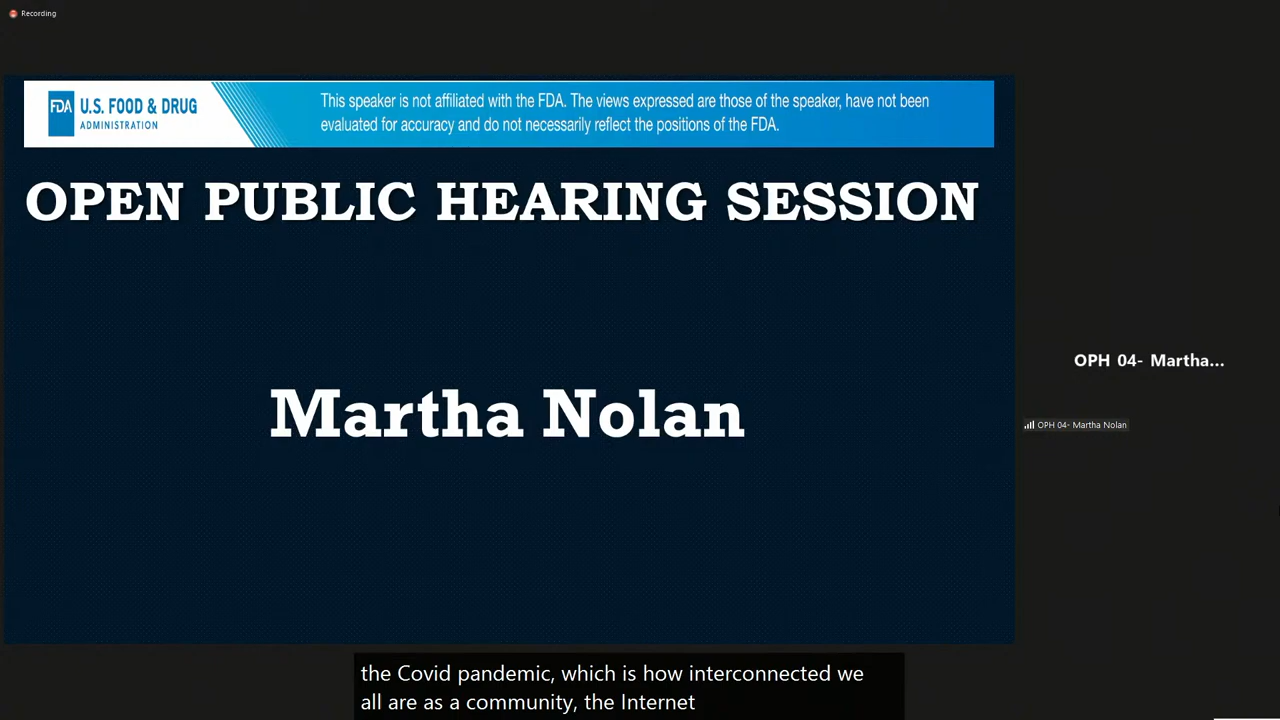 Recording
FDA
U.S. FOOD & DRUG
ADMINISTRATION
This speaker is not affiliated with the FDA. The views expressed are those of the speaker, have not been
evaluated for accuracy and do not necessarily reflect the positions of the FDA.
OPEN PUBLIC HEARING SESSION
Martha Nolan
OPH 04- Martha...
OPH 04- Martha Nolan
the Covid pandemic, which is how interconnected we
all are as a community, the Internet